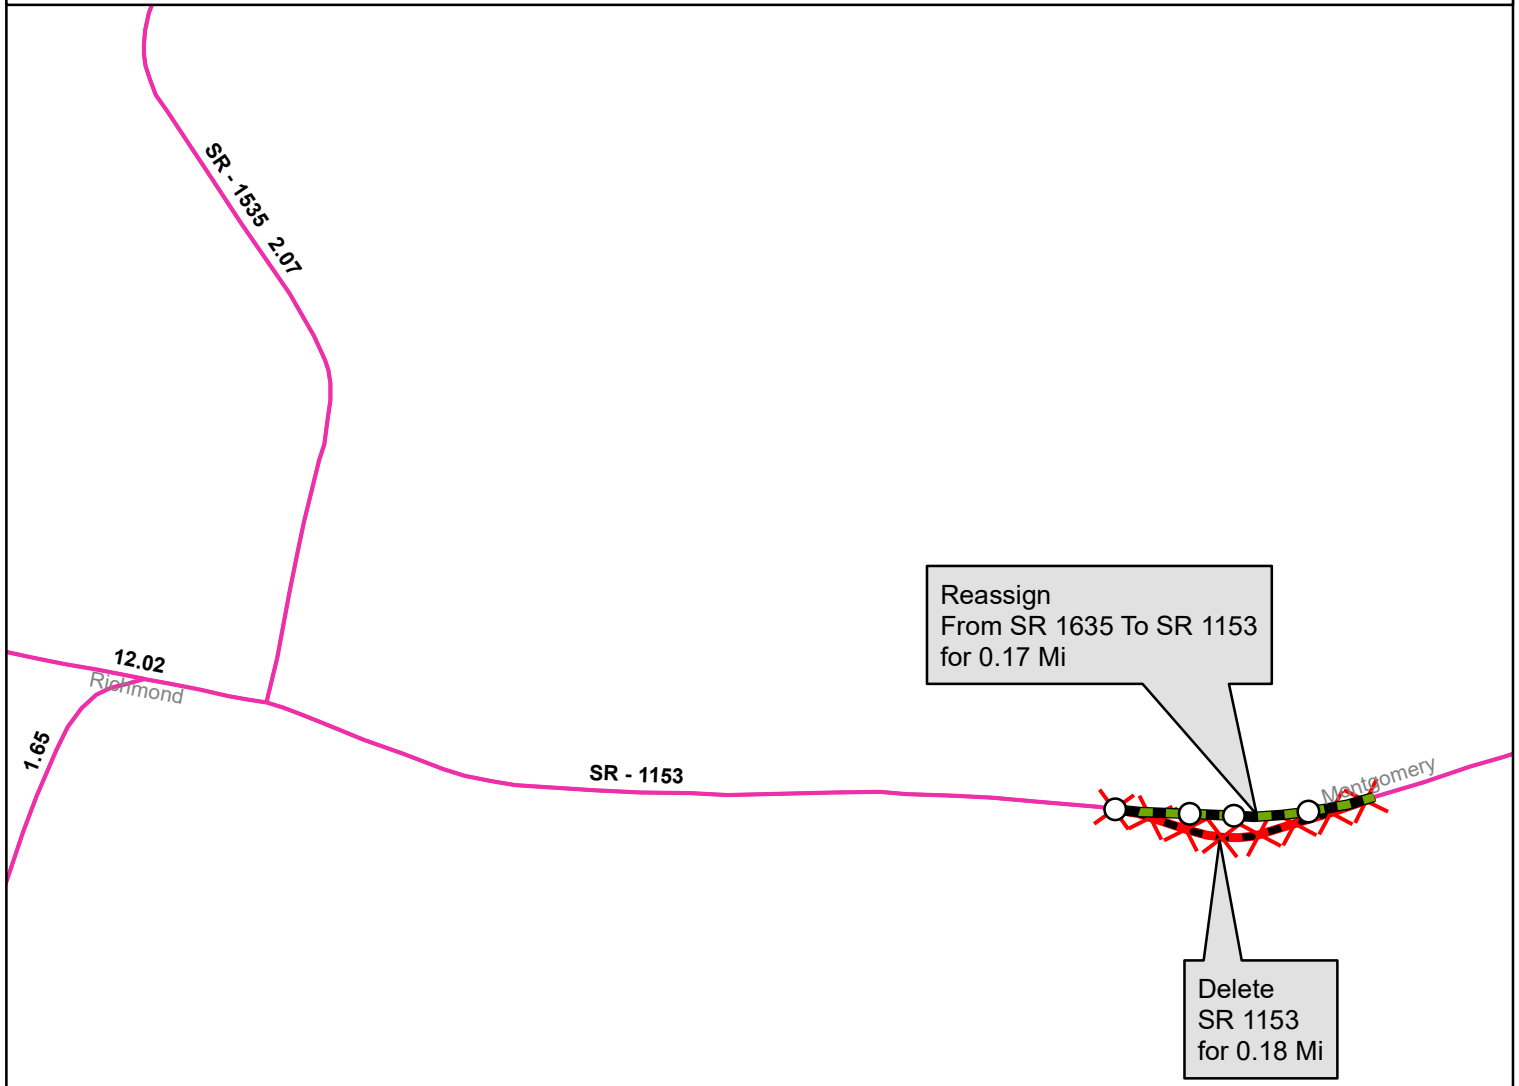 SR - 1535 2.07
Reassign
From SR 1635 To SR 1153
for 0.17 Mi
12.02
Richmond
1.65
SR - 1153
Montgomery
Delete
SR 1153
for 0.18 Mi